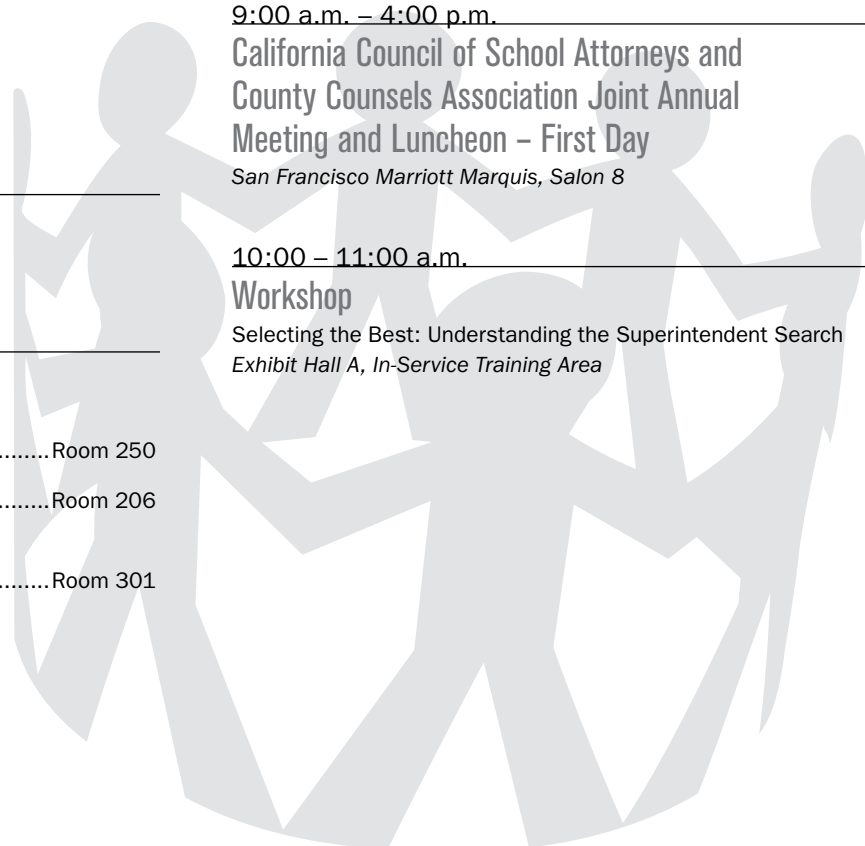 ........Room 250
........Room 206
........Room 301
9:00 a.m. – 4:00 p.m.
California Council of School Attorneys and
County Counsels Association Joint Annual
Meeting and Luncheon – First Day
San Francisco Marriott Marquis, Salon 8
10:00 – 11:00 a.m.
Workshop
Selecting the Best: Understanding the Superintendent Search
Exhibit Hall A, In-Service Training Area